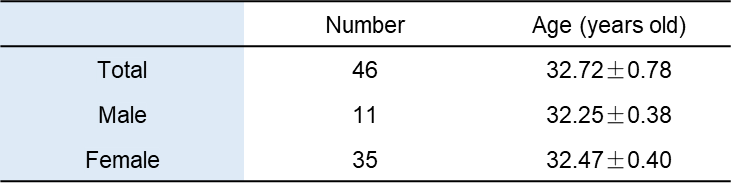 Number Age (years old)
Total 46 32.72±0.78
Male 11 32.25±0.38
Female 35 32.47±0.40